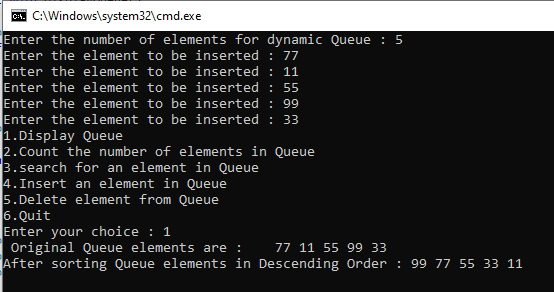 C:\Windows\system32\cmd.exe
Enter the number of elements for dynamic Queue : 5
Enter the element to be inserted : 77
Enter the element to be inserted : 11
Enter the element to be inserted : 55
Enter the element to be inserted : 99
Enter the element to be inserted : 33
1.Display Queue
2.Count the number of elements in Queue
3.search for an element in Queue
4.Insert an element in Queue
5.Delete element from Queue
6.Quit
Enter your choice : 1
 Original Queue elements are :    77 11 55 99 33
After sorting Queue elements in Descending Order : 99 77 55 33 11